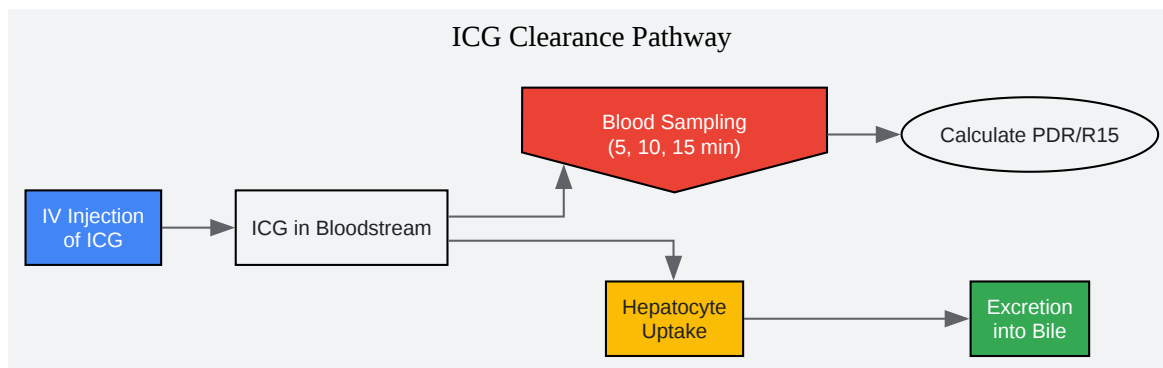 ICG Clearance Pathway
Blood Sampling
(5, 10, 15 min)
Calculate PDR/R15
IV Injection
of ICG
ICG in Bloodstream
Hepatocyte
Uptake
Excretion
into Bile